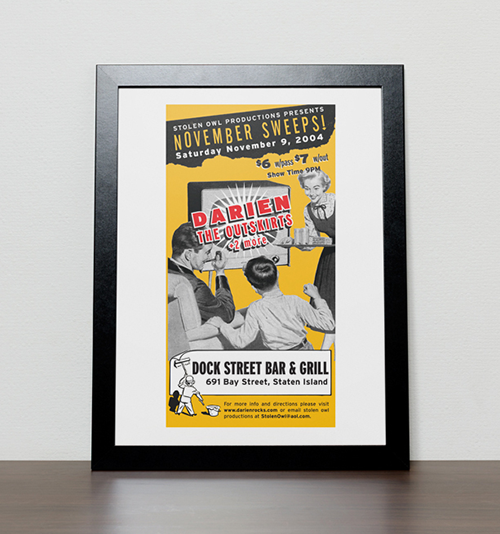 STOLEN OWL PRODUCTIONS PRESENTS
NOVEMBER SWEEPS!
Saturday November 9, 2004
$6 w/pass $7 w/out
Show Time 9PM
DARIEN
THE OUTSKIRTS
+2 more
DOCK STREET BAR & GRILL
691 Bay Street, Staten Island
For more info and directions please visit
www.darienrocks.com or email stolen owl
productions at StolenOwl@aol.com.